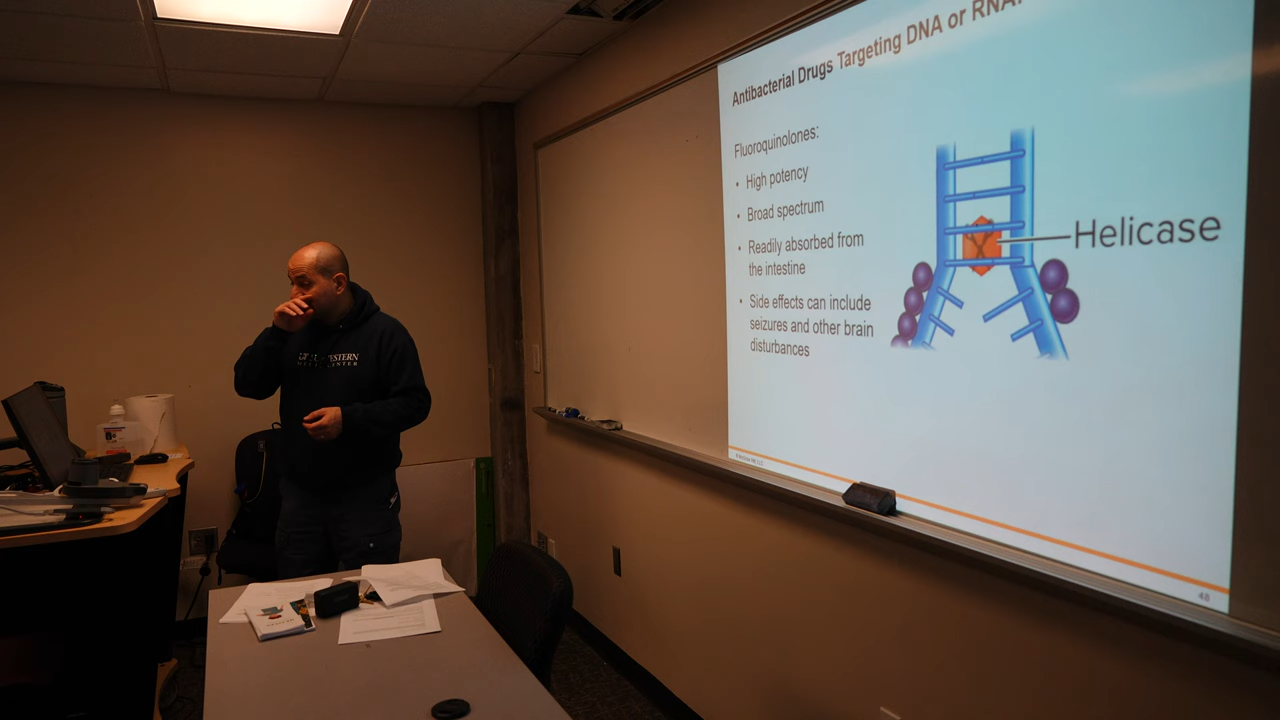 Antibacterial Drugs Targeting DNA or RNA
Fluoroquinolones:
• High potency
• Broad spectrum
• Readily absorbed from
the intestine
• Side effects can include
seizures and other brain
disturbances
Helicase
48